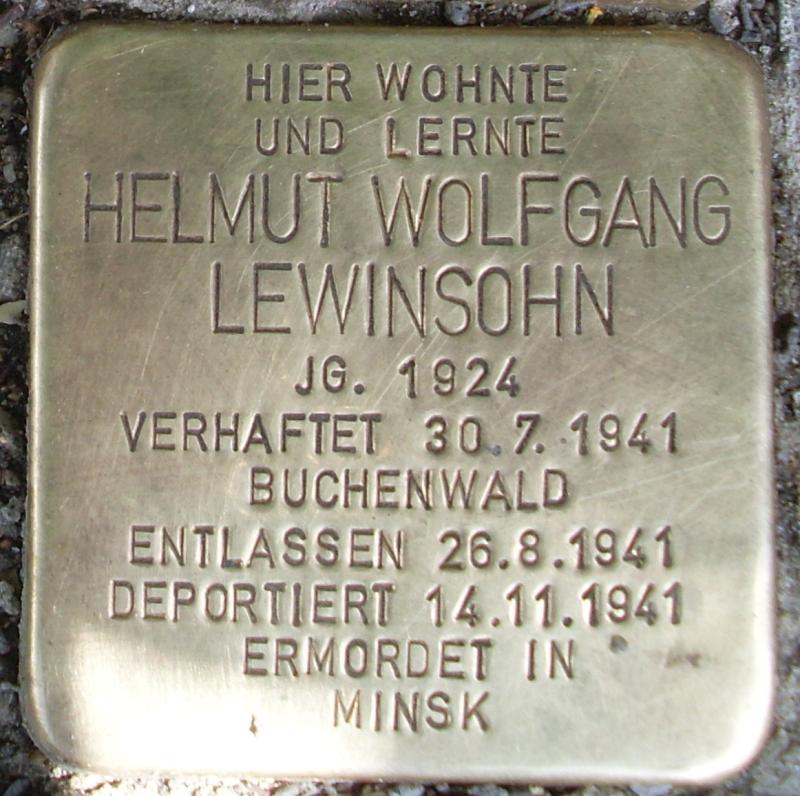 HIER WOHNTE
UND LERNTE
HELMUT WOLFGANG
LEWINSOHN
JG. 1924
VERHAFTET 30.7.1941
BUCHENWALD
ENTLASSEN 26.8.1941
DEPORTIERT 14.11.1941
ERMORDET IN
MINSK